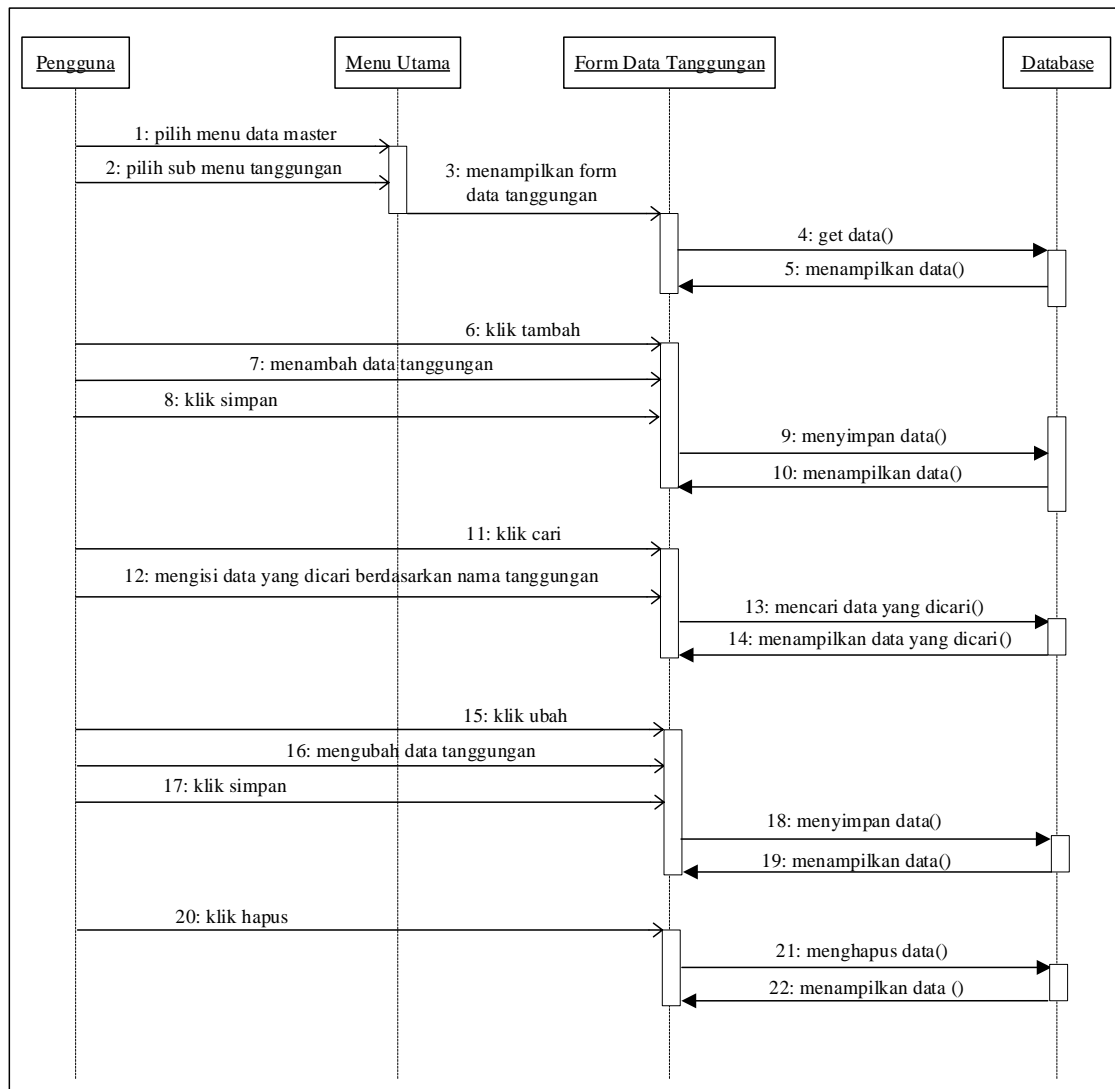 Pengguna
Menu Utama
Form Data Tanggungan
Database
1: pilih menu data master
2: pilih sub menu tanggungan
3: menampilkan form
data tanggungan
4: get data()
5: menampilkan data()
6: klik tambah
7: menambah data tanggungan
8: klik simpan
9: menyimpan data()
10: menampilkan data()
11: klik cari
12: mengisi data yang dicari berdasarkan nama tanggungan
13: mencari data yang dicari()
14: menampilkan data yang dicari()
15: klik ubah
16: mengubah data tanggungan
17: klik simpan
18: menyimpan data()
19: menampilkan data()
20: klik hapus
21: menghapus data()
22: menampilkan data ()